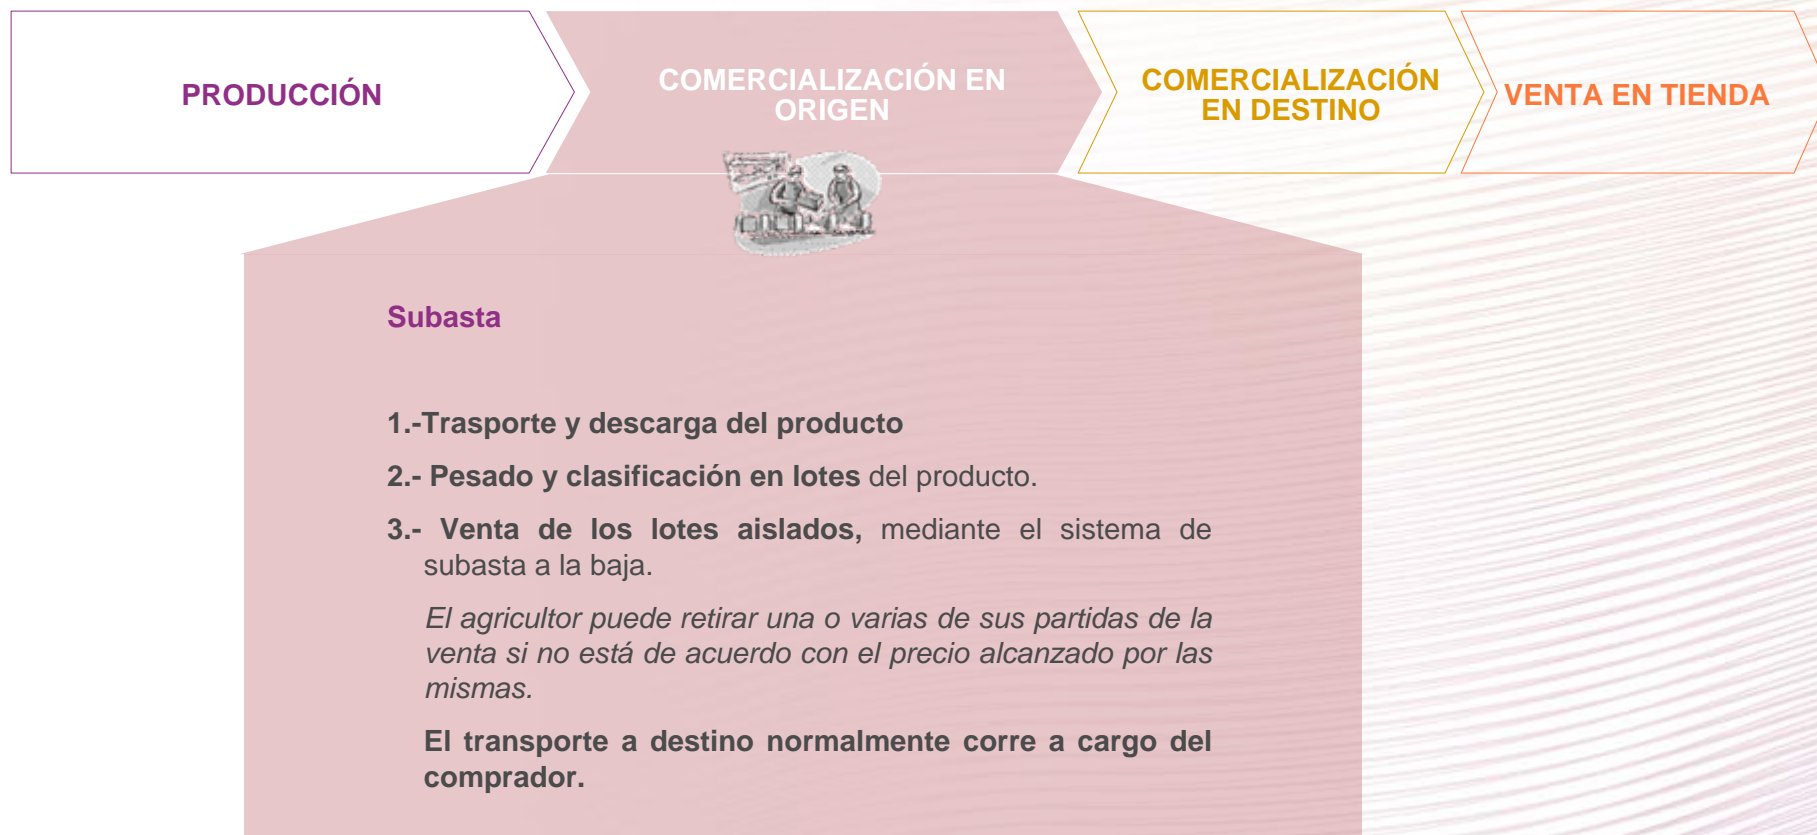 PRODUCCIÓN
COMERCIALIZACIÓN EN
ORIGEN
COMERCIALIZACIÓN
EN DESTINO
VENTA EN TIENDA
Subasta
1.-Trasporte y descarga del producto
2.- Pesado y clasificación en lotes del producto.
3.- Venta de los lotes aislados, mediante el sistema de
subasta a la baja.
El agricultor puede retirar una o varias de sus partidas de la
venta si no está de acuerdo con el precio alcanzado por las
mismas.
El transporte a destino normalmente corre a cargo del
comprador.